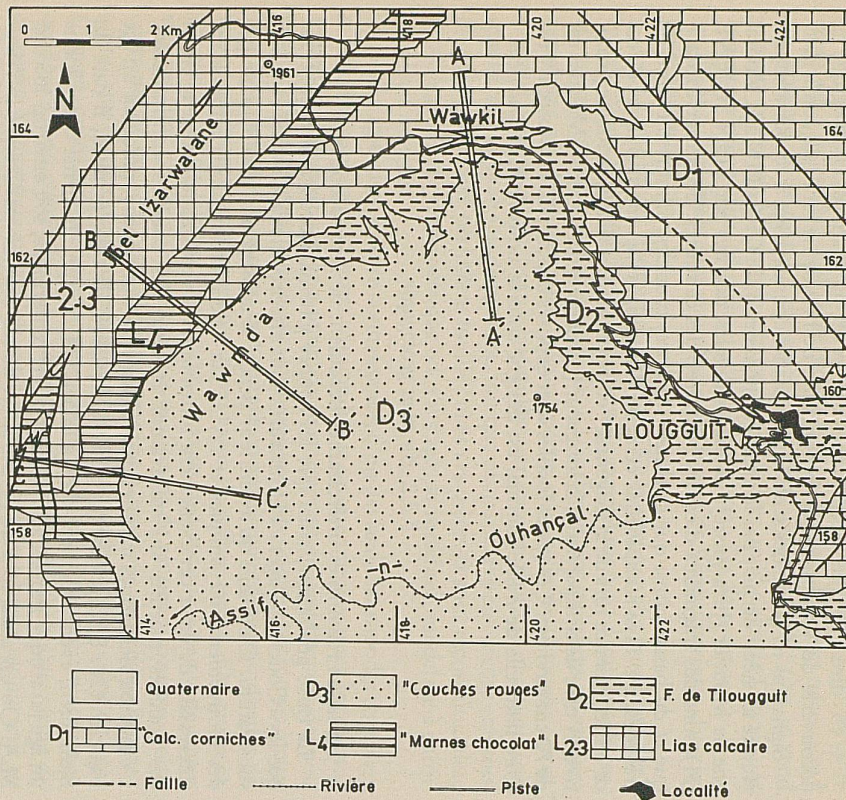 0 1 2 Km
N
416
418
420
422
424
A
1961
Wawkil
164
164
D1
Jbel Izarwalane
B
162
162
L2-3
D2
L4
A'
Wawrda
1754
160
B'
D3
TILOUGGUIT
C'
158
158
Ouhançal
-n-
Assif
414
416
418
420
422
Quaternaire
D3 "Couches rouges"
D2 F. de Tilougguit
D1 "Calc. corniches"
L4 "Marnes chocolat"
L2-3 Lias calcaire
Faille
Rivière
Piste
Localité